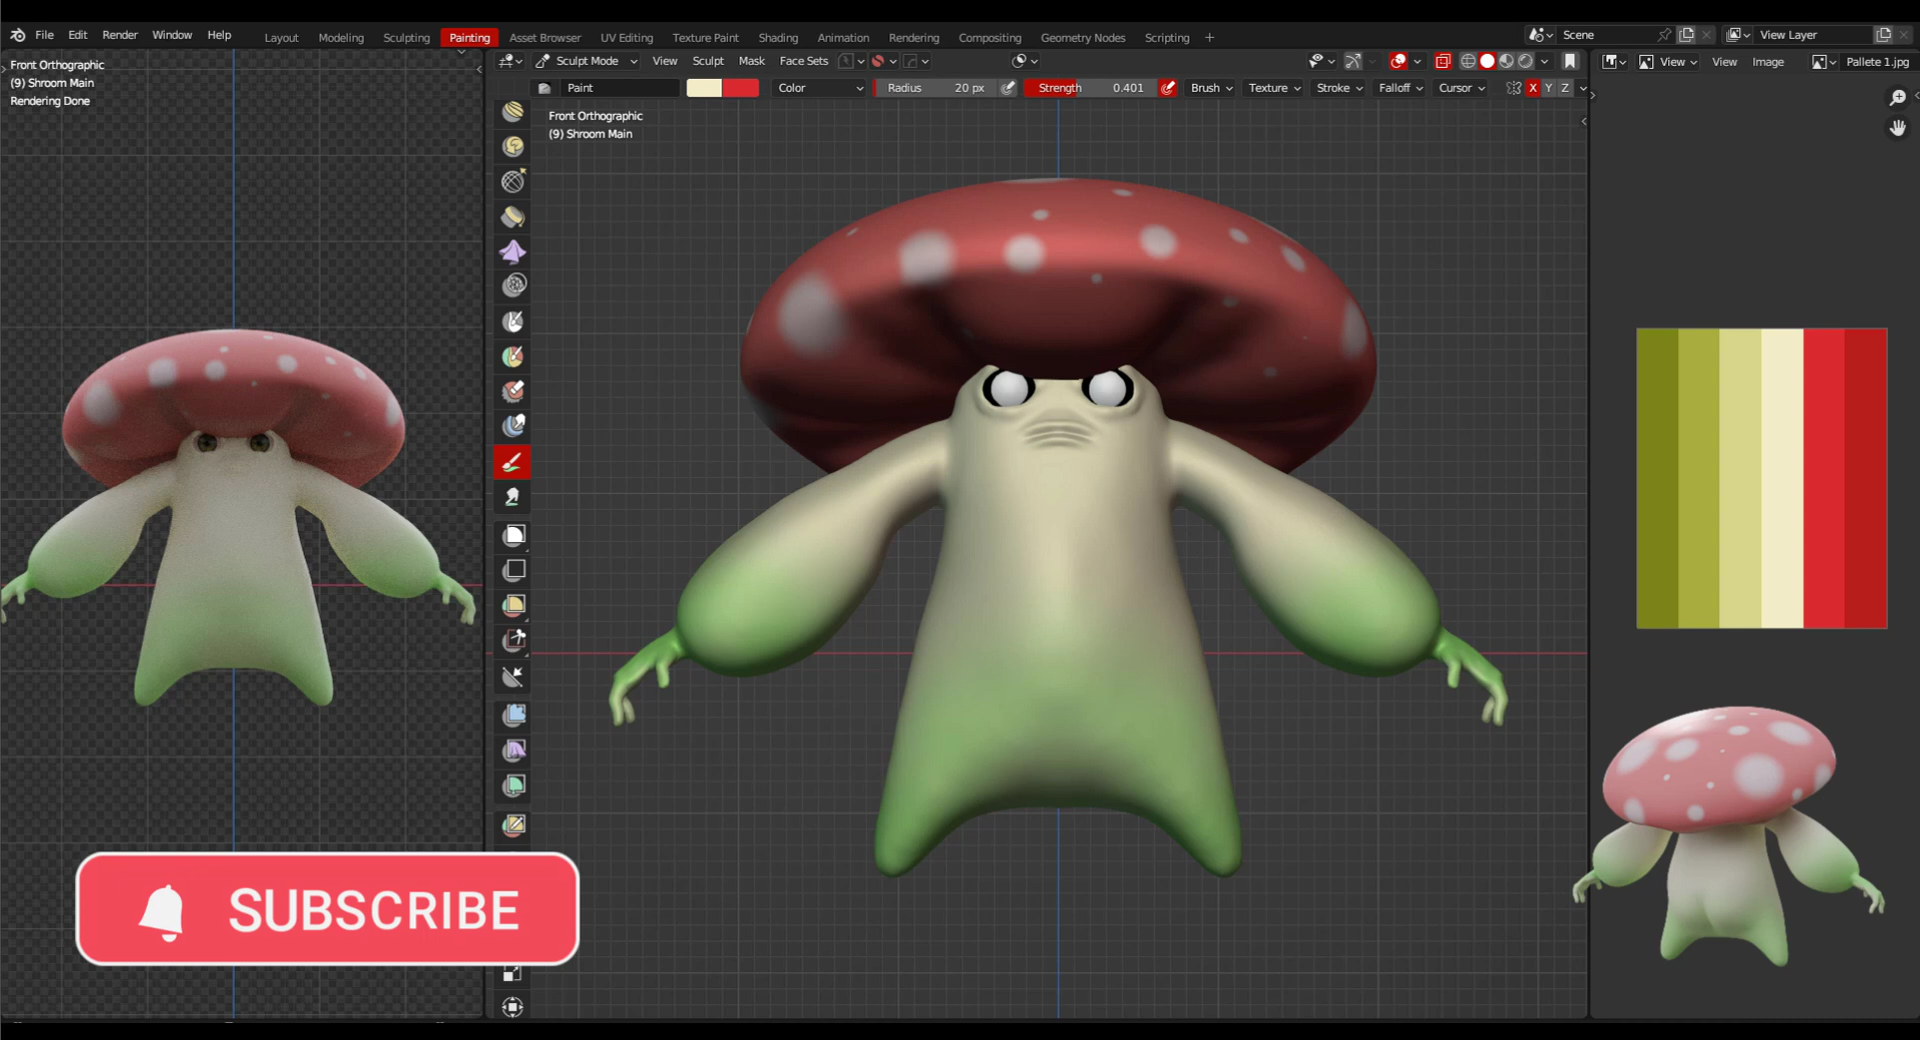 File Edit Render Window Help Layout Modeling Sculpting Painting Asset Browser UV Editing Texture Paint Shading Animation Rendering Compositing Geometry Nodes Scripting + Scene View Layer
Sculpt Mode View Sculpt Mask Face Sets View View Image Pallete 1.jpg
Paint Color Radius 20 px Strength 0.401 Brush Texture Stroke Falloff Cursor X Y Z
Front Orthographic
(9) Shroom Main
Rendering Done
Front Orthographic
(9) Shroom Main
SUBSCRIBE